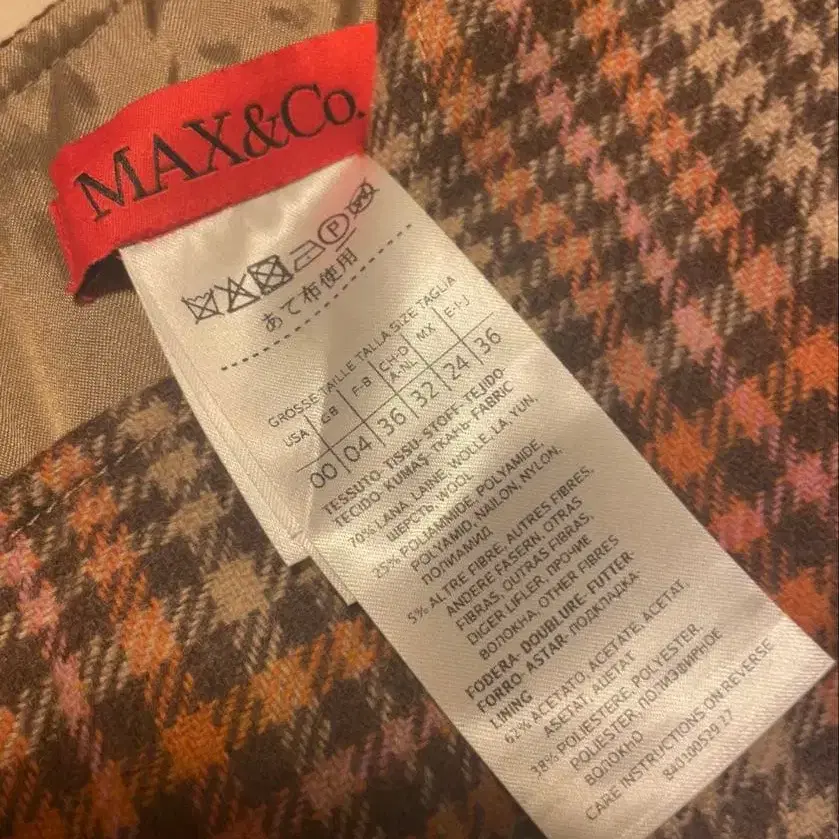 MAX&Co.
P
あて布使用
GROSSE TAILLE TALLA SIZE TAGLIA
USA GB F-B CH-D A-NL MX E-I-J
00 04 36 32 24 36
TESSUTO- TISSU- STOFF- TEJIDO-
TECIDO KUMAŞ- ТКАНЬ- FABRIC
70% LANA, LAINE, WOLLE, LA, YUN,
ШЕРСТЬ, WOOL
25% POLIAMMIDE, POLYAMIDE,
POLYAMID, NAILON, NYLON,
ПОЛИАМИД
5% ALTRE FIBRE, AUTRES FIBRES,
ANDERE FASERN, OTRAS
FIBRAS, OUTRAS FIBRAS,
DIGER LIFLER, ПРОЧИЕ
ВОЛОКНА, OTHER FIBRES
FODERA- DOUBLURE- FUTTER-
FORRO- ASTAR- ПОДКЛАДКА-
LINING
62% ACETATO, ACETATE, ACETAT,
ASETAT, АЦЕТАТ
38% POLIESTERE, POLYESTER,
POLIESTER, ПОЛИЭФИРНОЕ
ВОЛОКНО
CARE INSTRUCTIONS ON REVERSE
840100529.27